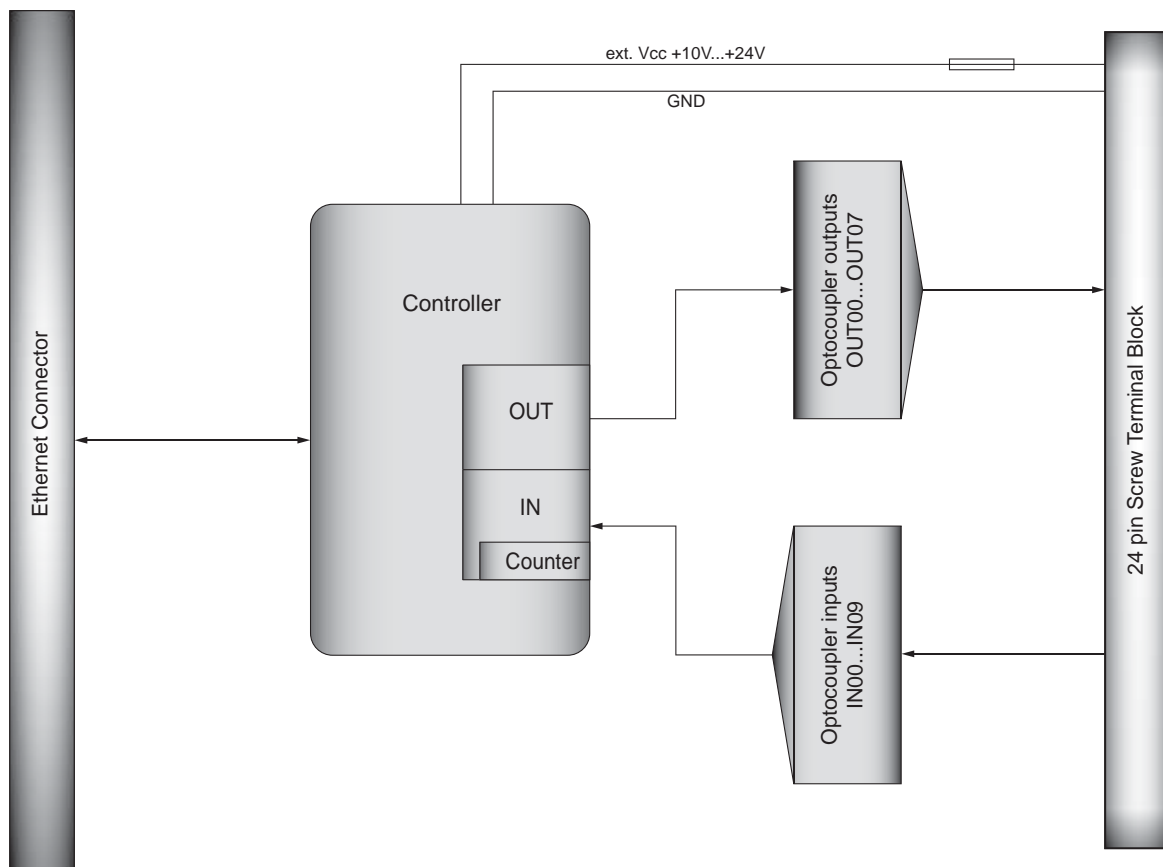 ext. Vcc +10V...+24V
GND
Ethernet Connector
Controller
OUT
IN
Counter
Optocoupler outputs
OUT00...OUT07
Optocoupler inputs
IN00...IN09
24 pin Screw Terminal Block